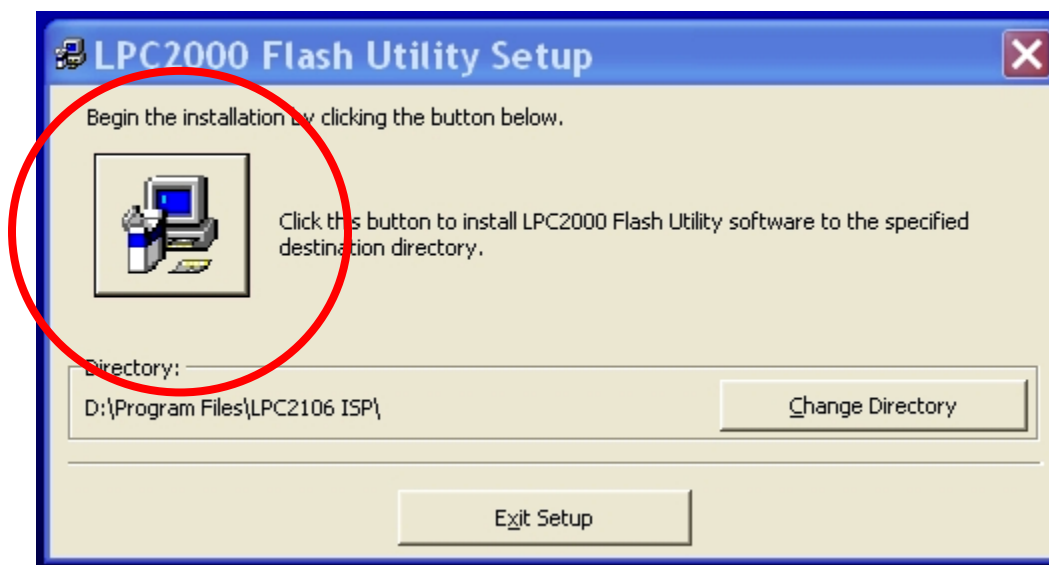 LPC2000 Flash Utility Setup
Begin the installation by clicking the button below.
Click this button to install LPC2000 Flash Utility software to the specified
destination directory.
Directory:
D:\Program Files\LPC2106 ISP\
Change Directory
Exit Setup